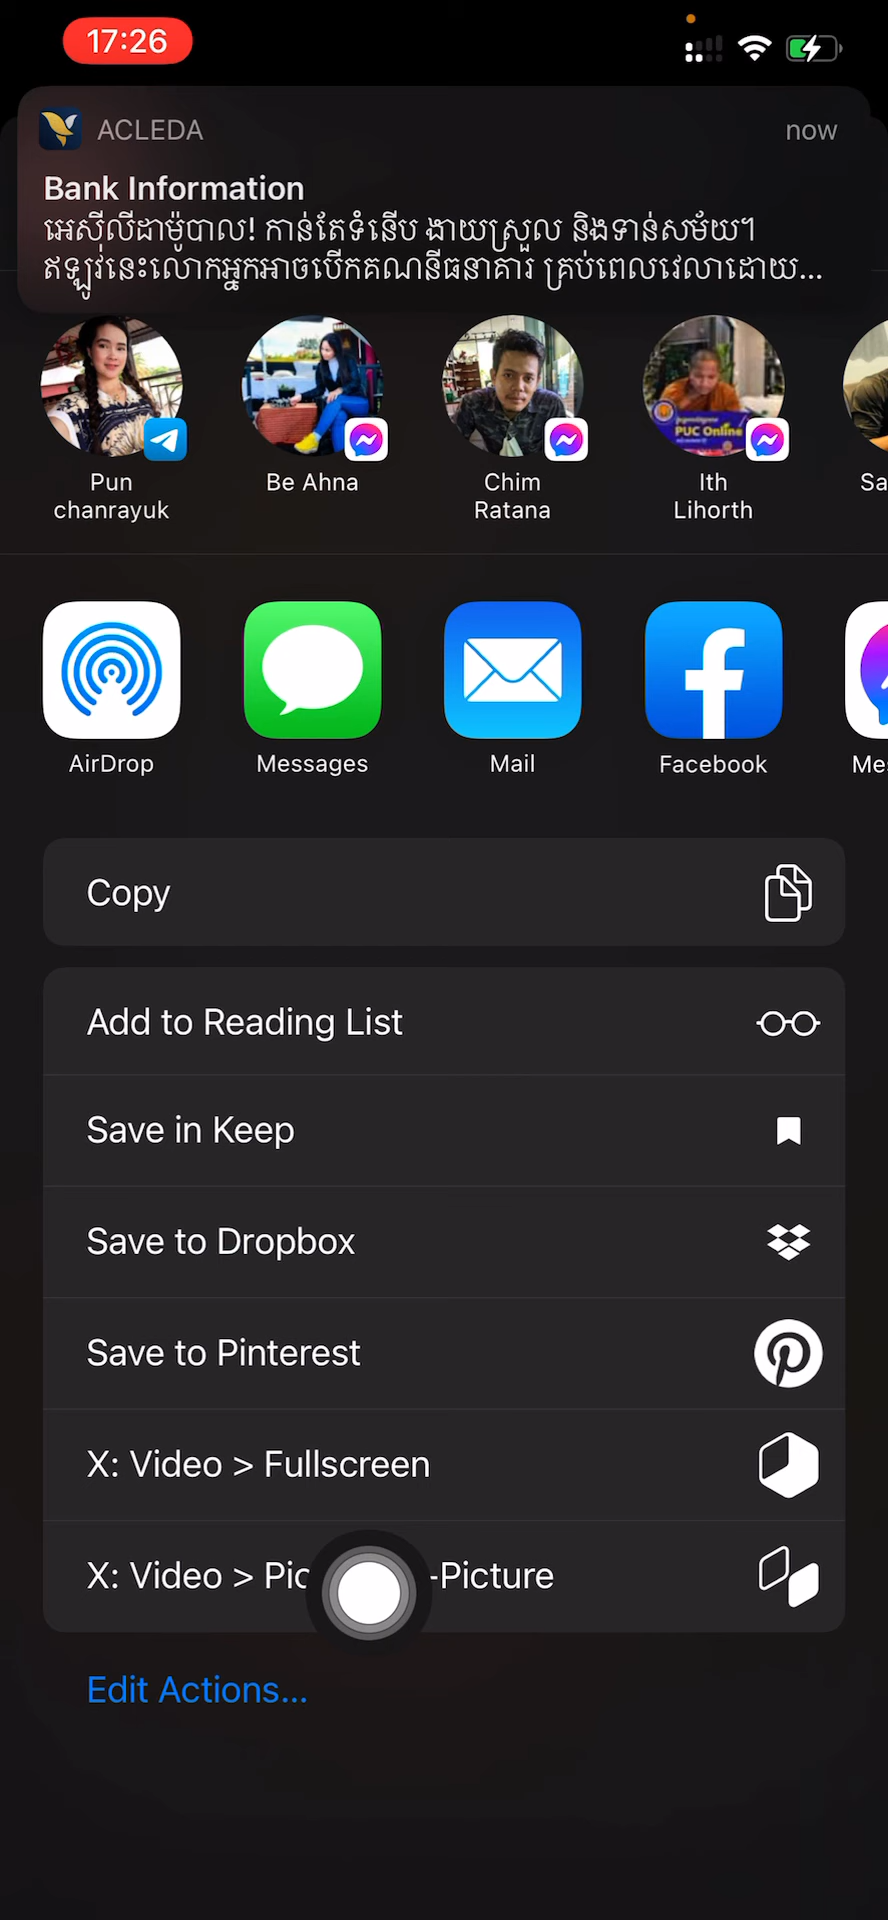 17:26
ACLEDA
now
Bank Information
អេស៊ីលីដាម៉ូបាល! កាន់តែទំនើប ងាយស្រួល និងទាន់សម័យ។
ឥឡូវនេះលោកអ្នកអាចបើកគណនីធនាគារ គ្រប់ពេលវេលាដោយ...
PUC Online
Pun
chanrayuk
Be Ahna
Chim
Ratana
Ith
Lihorth
Sa
AirDrop
Messages
Mail
Facebook
Mes
Copy
Add to Reading List
Save in Keep
Save to Dropbox
Save to Pinterest
X: Video > Fullscreen
X: Video > Pic -Picture
Edit Actions...